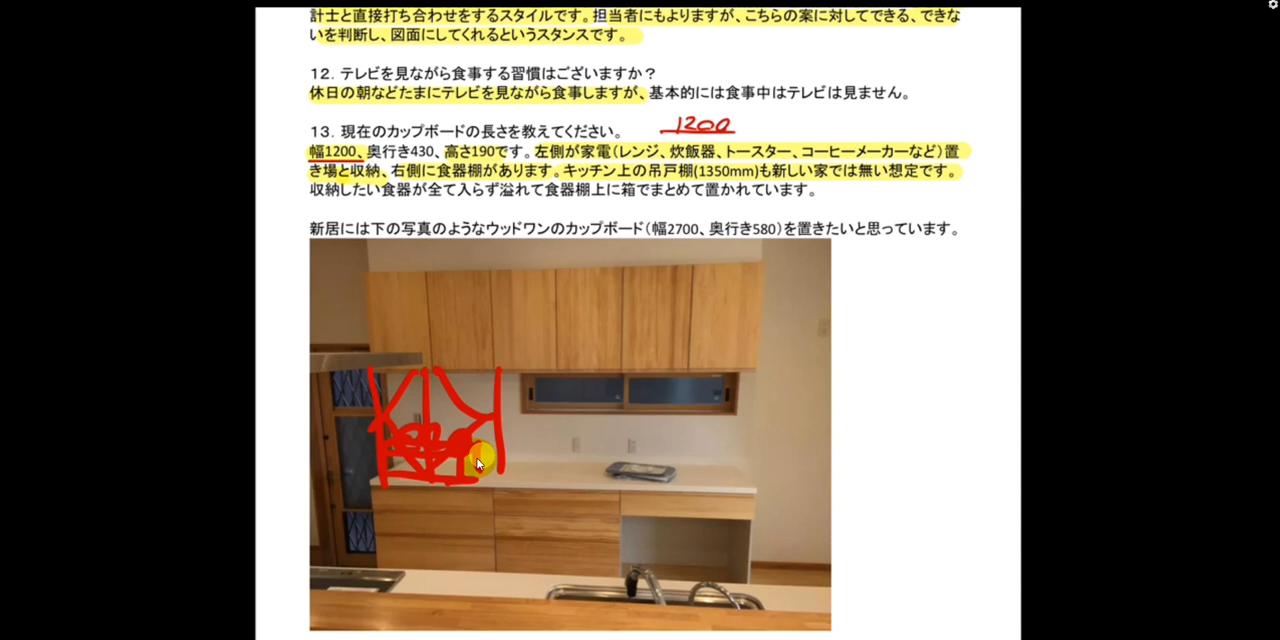 計士と直接打ち合わせをするスタイルです。担当者にもよりますが、こちらの案に対してできる、できな
いを判断し、図面にしてくれるというスタンスです。
12．テレビを見ながら食事する習慣はございますか？
休日の朝などたまにテレビを見ながら食事しますが、基本的には食事中はテレビは見ません。
13．現在のカップボードの長さを教えてください。
1200
幅1200、奥行き430、高さ190です。左側が家電（レンジ、炊飯器、トースター、コーヒーメーカーなど）置
き場と収納、右側に食器棚があります。キッチン上の吊戸棚(1350mm)も新しい家では無い想定です。
収納したい食器が全て入らず溢れて食器棚上に箱でまとめて置かれています。
新居には下の写真のようなウッドワンのカップボード（幅2700、奥行き580）を置きたいと思っています。